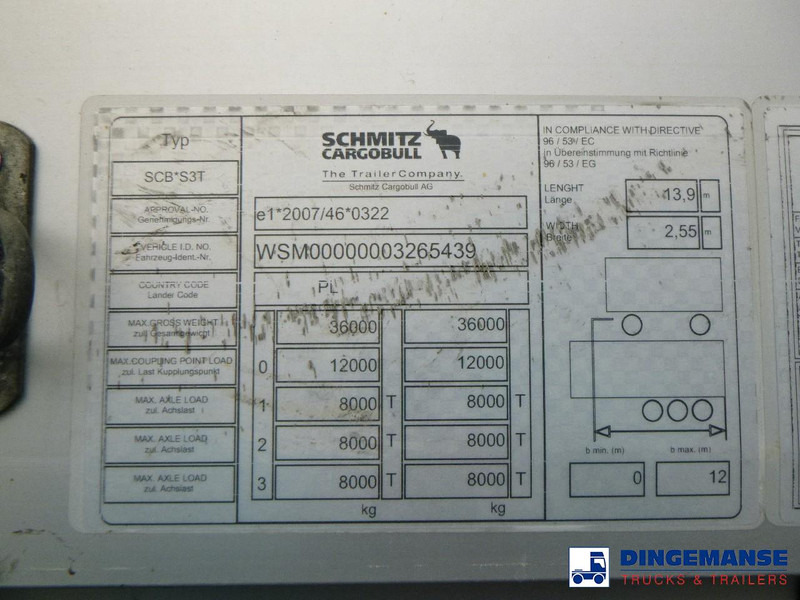 Typ
SCB*S3T
APPROVAL-NO.
Genehmigungs-Nr.
VEHICLE I.D. NO.
Fahrzeug-Ident.-Nr.
COUNTRY CODE
Länder Code
MAX.GROSS WEIGHT
zul. Gesamtgewicht
MAX.COUPLING POINT LOAD
zul. Last Kupplungspunkt
MAX. AXLE LOAD
zul. Achslast
MAX. AXLE LOAD
zul. Achslast
MAX. AXLE LOAD
zul. Achslast
SCHMITZ
CARGOBULL
The Trailer Company.
Schmitz Cargobull AG
e1*2007/46*0322
WSM00000003265439
PL
36000 36000
0 12000 12000
1 8000 T 8000 T
2 8000 T 8000 T
3 8000 T 8000 T
kg kg
IN COMPLIANCE WITH DIRECTIVE
96 / 53 / EC
in Übereinstimmung mit Richtlinie
96 / 53 / EG
LENGHT
Länge
13,9 m
WIDTH
Breite
2,55 m
b min. (m) b max. (m)
0 12
DINGEMANSE
TRUCKS & TRAILERS